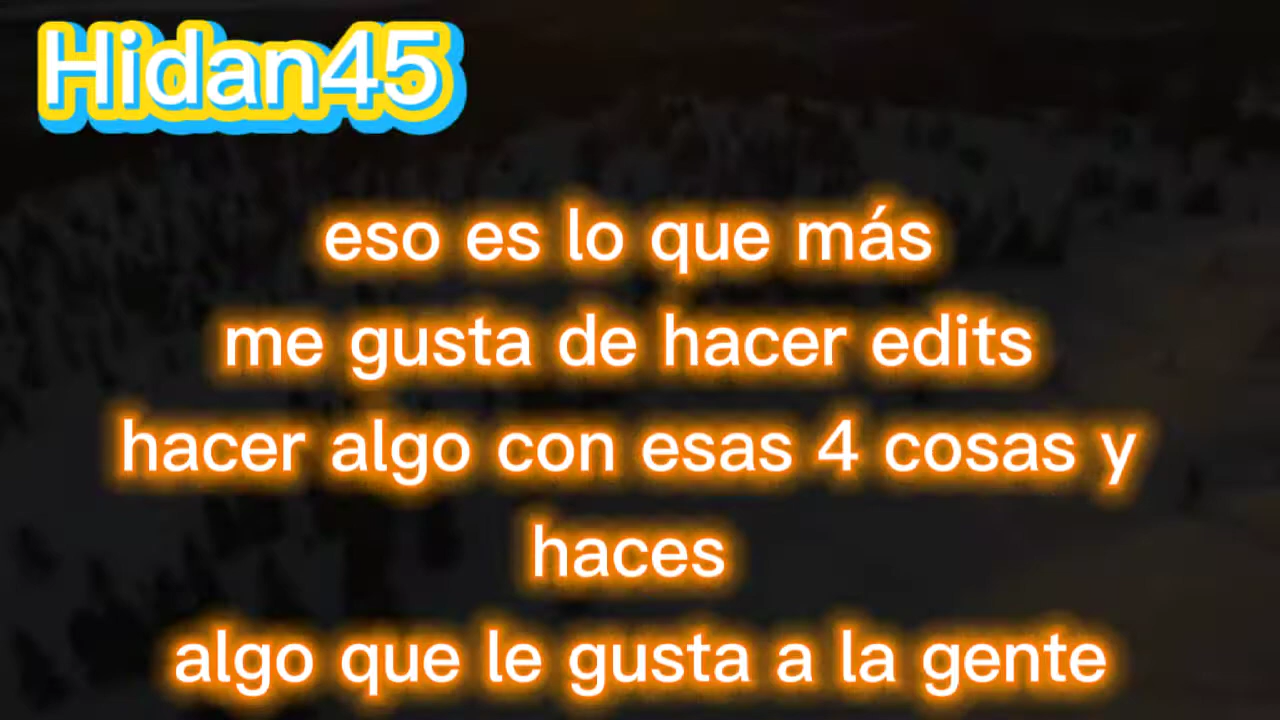 Hidan45
eso es lo que más
me gusta de hacer edits
hacer algo con esas 4 cosas y
haces
algo que le gusta a la gente